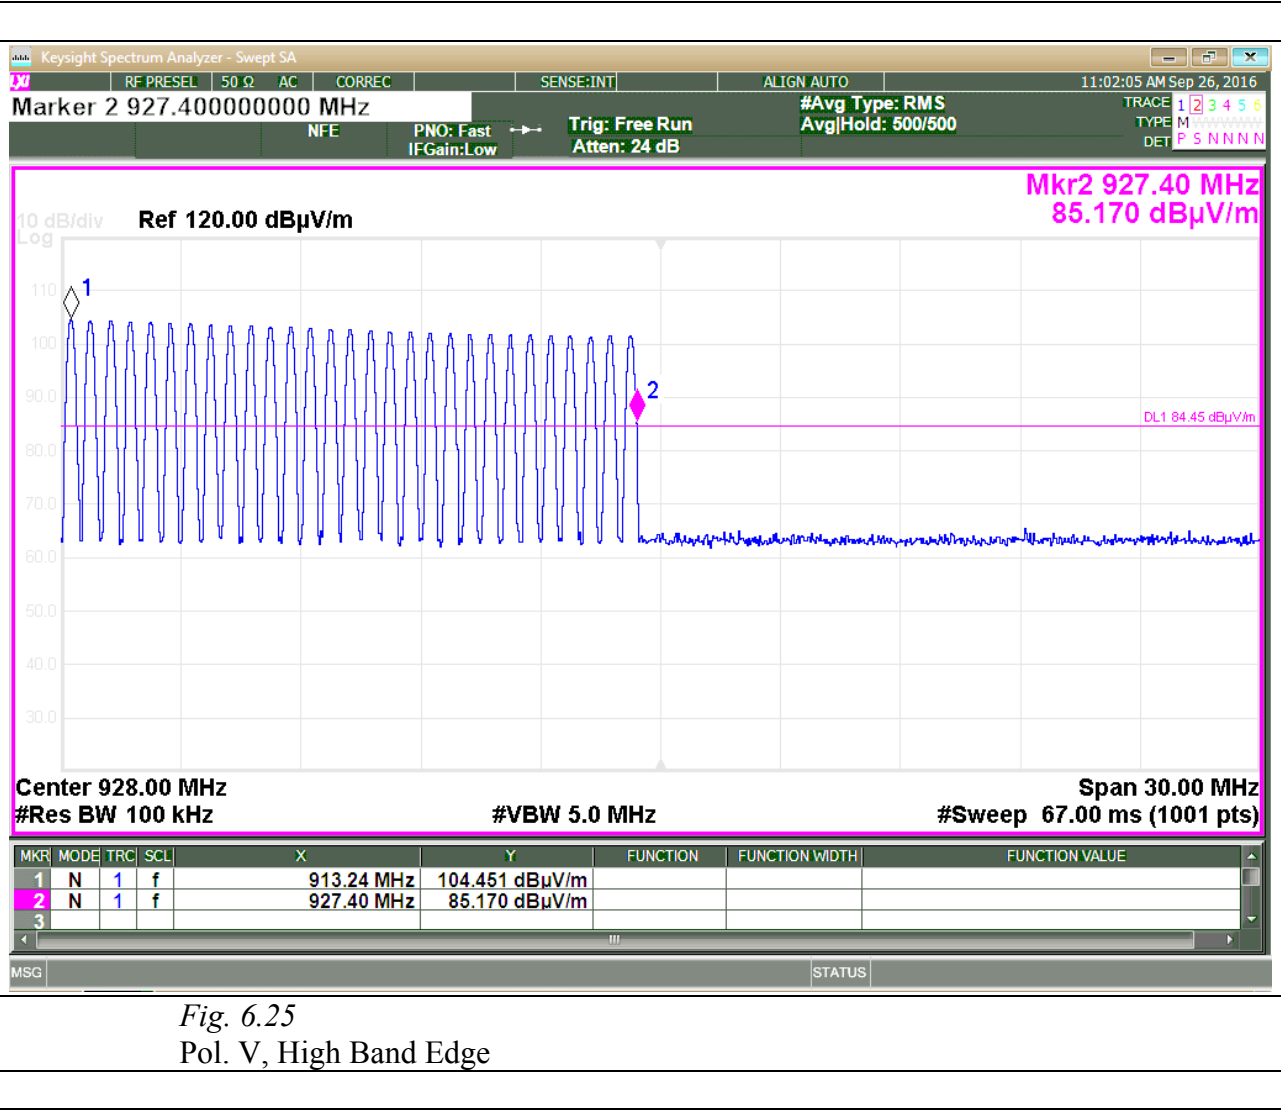 Keysight Spectrum Analyzer - Swept SA
LXI RF PRESEL 50 Ω AC CORREC SENSE:INT ALIGN AUTO 11:02:05 AM Sep 26, 2016
Marker 2 927.400000000 MHz #Avg Type: RMS TRACE 1 2 3 4 5 6
NFE PNO: Fast Trig: Free Run Avg|Hold: 500/500 TYPE M WWWWW
IFGain:Low Atten: 24 dB DET P S N N N N
Mkr2 927.40 MHz
10 dB/div Ref 120.00 dBµV/m 85.170 dBµV/m
Log
110
1
100
90.0
2
DL1 84.45 dBµV/m
80.0
70.0
60.0
50.0
40.0
30.0
Center 928.00 MHz Span 30.00 MHz
#Res BW 100 kHz #VBW 5.0 MHz #Sweep 67.00 ms (1001 pts)
MKR MODE TRC SCL X Y FUNCTION FUNCTION WIDTH FUNCTION VALUE
1 N 1 f 913.24 MHz 104.451 dBµV/m
2 N 1 f 927.40 MHz 85.170 dBµV/m
3
MSG STATUS
Fig. 6.25
Pol. V, High Band Edge